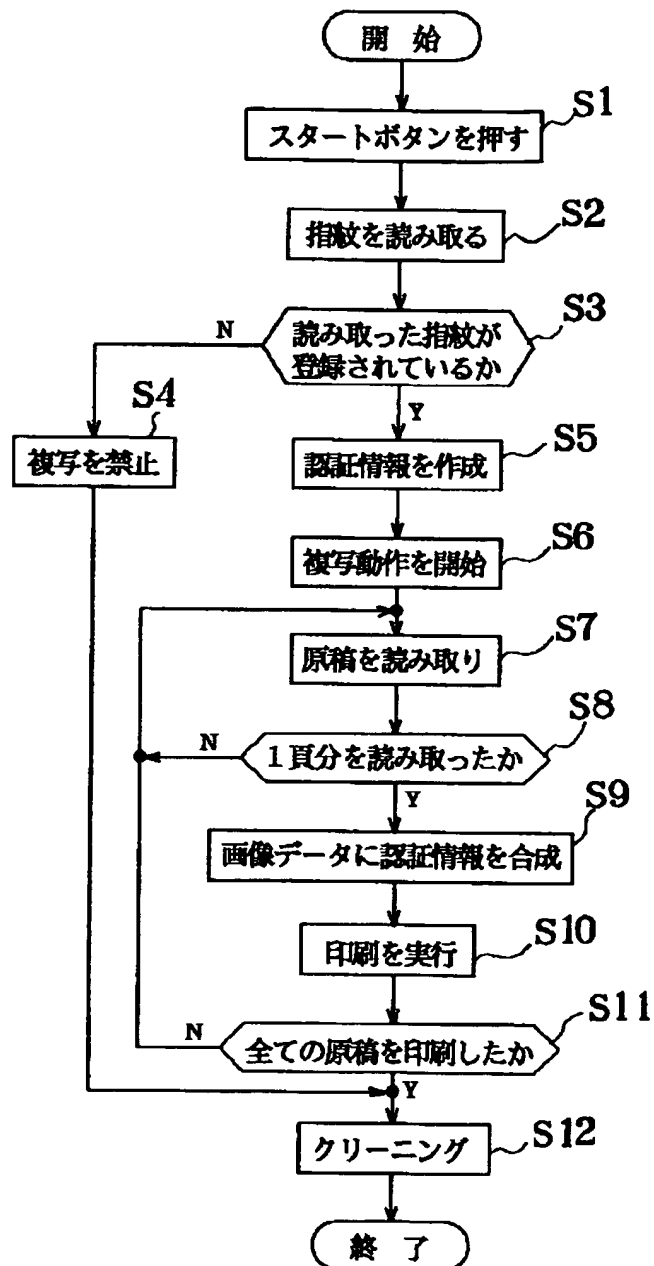 開 始
S1
スタートボタンを押す
S2
指紋を読み取る
S3
N
読み取った指紋が
登録されているか
Y
S4
複写を禁止
S5
認証情報を作成
S6
複写動作を開始
S7
原稿を読み取り
S8
N
1頁分を読み取ったか
Y
S9
画像データに認証情報を合成
S10
印刷を実行
S11
N
全ての原稿を印刷したか
Y
S12
クリーニング
終 了